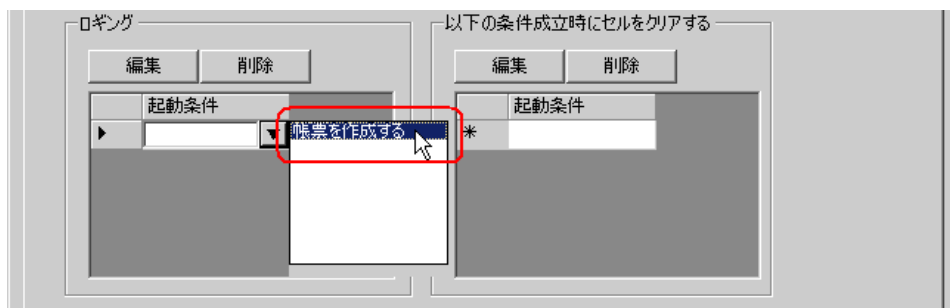 ロギング
編集
削除
起動条件
帳票を作成する
以下の条件成立時にセルをクリアする
編集
削除
起動条件